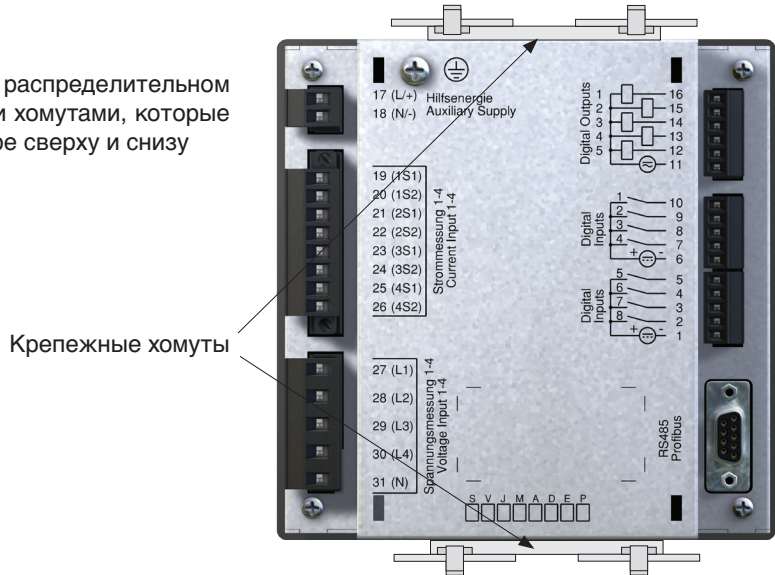 распределительном
и хомутами, которые
ре сверху и снизу
Крепежные хомуты
17 (L/+) Hilfsenergie
18 (N/-) Auxiliary Supply
19 (1S1)
20 (1S2)
21 (2S1)
22 (2S2)
23 (3S1)
24 (3S2)
25 (4S1)
26 (4S2)
Strommessung 1-4
Current Input 1-4
27 (L1)
28 (L2)
29 (L3)
30 (L4)
31 (N)
Spannungsmessung 1-4
Voltage Input 1-4
S V J M A D E P
Digital Outputs
1 16
2 15
3 14
4 13
5 12
11
Digital
Inputs
1 10
2 9
3 8
4 7
+ - 6
Digital
Inputs
5 5
6 4
7 3
8 2
+ - 1
RS485
Profibus